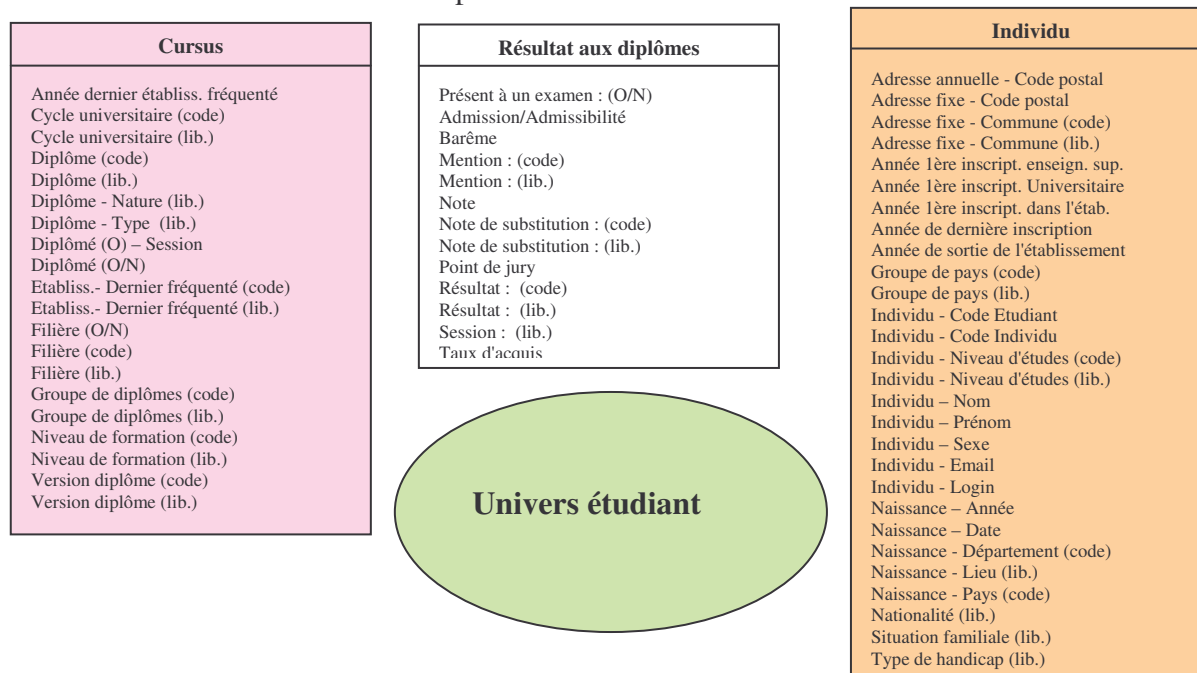 Cursus
Année dernier établiss. fréquenté
Cycle universitaire (code)
Cycle universitaire (lib.)
Diplôme (code)
Diplôme (lib.)
Diplôme - Nature (lib.)
Diplôme - Type (lib.)
Diplômé (O) – Session
Diplômé (O/N)
Etabliss.- Dernier fréquenté (code)
Etabliss.- Dernier fréquenté (lib.)
Filière (O/N)
Filière (code)
Filière (lib.)
Groupe de diplômes (code)
Groupe de diplômes (lib.)
Niveau de formation (code)
Niveau de formation (lib.)
Version diplôme (code)
Version diplôme (lib.)
Résultat aux diplômes
Présent à un examen : (O/N)
Admission/Admissibilité
Barême
Mention : (code)
Mention : (lib.)
Note
Note de substitution : (code)
Note de substitution : (lib.)
Point de jury
Résultat : (code)
Résultat : (lib.)
Session : (lib.)
Taux d'acquis
Univers étudiant
Individu
Adresse annuelle - Code postal
Adresse fixe - Code postal
Adresse fixe - Commune (code)
Adresse fixe - Commune (lib.)
Année 1ère inscript. enseign. sup.
Année 1ère inscript. Universitaire
Année 1ère inscript. dans l'étab.
Année de dernière inscription
Année de sortie de l'établissement
Groupe de pays (code)
Groupe de pays (lib.)
Individu - Code Etudiant
Individu - Code Individu
Individu - Niveau d'études (code)
Individu - Niveau d'études (lib.)
Individu – Nom
Individu – Prénom
Individu – Sexe
Individu - Email
Individu - Login
Naissance – Année
Naissance – Date
Naissance - Département (code)
Naissance - Lieu (lib.)
Naissance - Pays (code)
Nationalité (lib.)
Situation familiale (lib.)
Type de handicap (lib.)